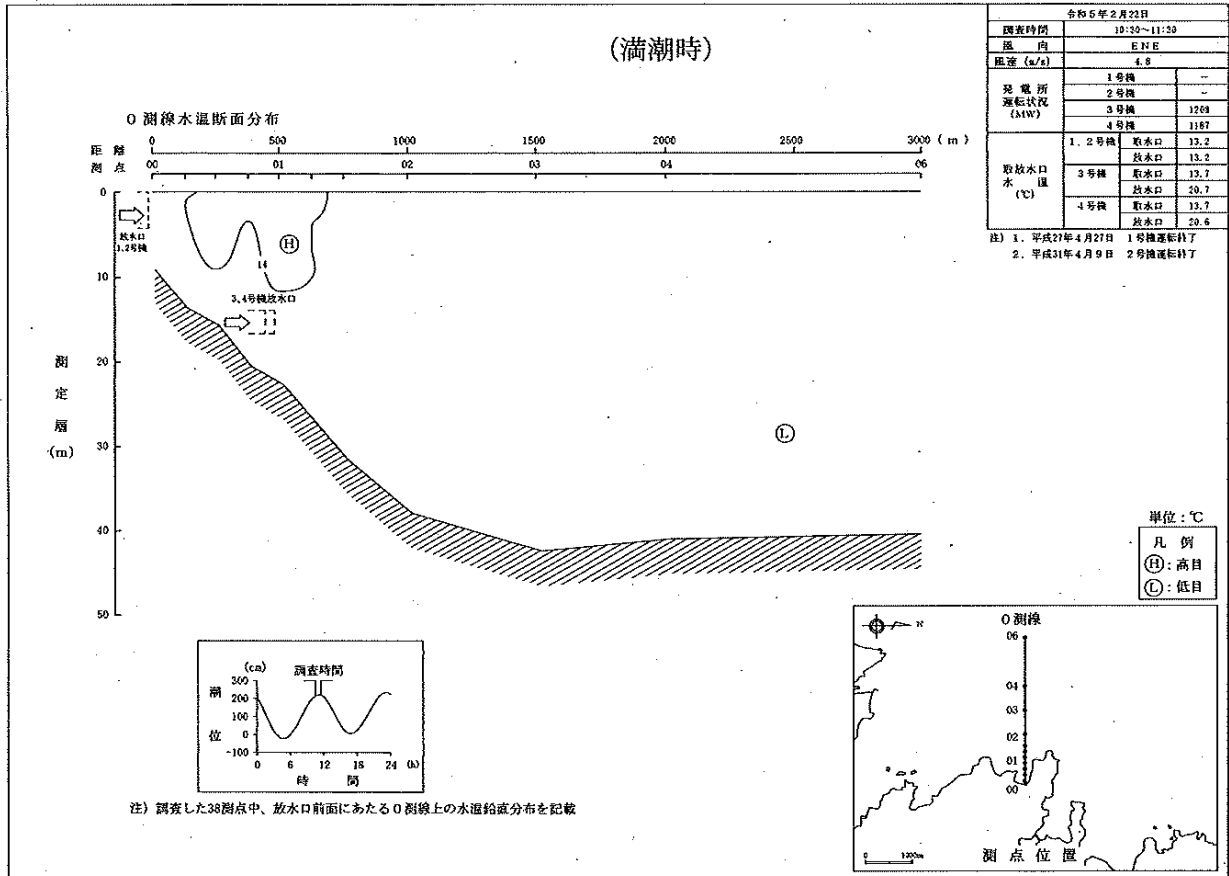 (満潮時)
令和5年2月22日
調査時間 10:30~11:30
風向 ENE
風速 (m/s) 4.8
発電所運転状況(MW)
1号機 -
2号機 -
3号機
4号機 1187
取放水口水温(℃)
1, 2号機 取水口 13.2
放水口 13.2
3号機 取水口 13.7
放水口 20.7
4号機 取水口 13.7
放水口 20.6
注) 1. 平成27年4月27日 1号機運転終了
2. 平成31年4月9日 2号機運転終了
O測線水温断面分布
距離 0 500 1000 1500 2000 2500 3000 (m)
測点 00 01 02 03 04 06
0
10
20
30
40
50
測定層(m)
放水口
1,2号機
H
14
3,4号機放水口
L
単位:℃
凡例
H:高目
L:低目
(cm)
調査時間
潮位
300
200
100
0
-100
0 6 12 18 24 (h)
時間
注) 調査した38測点中、放水口前面にあたるO測線上の水温鉛直分布を記載
N
O測線
06
04
03
02
01
00
0 1000m
測点位置